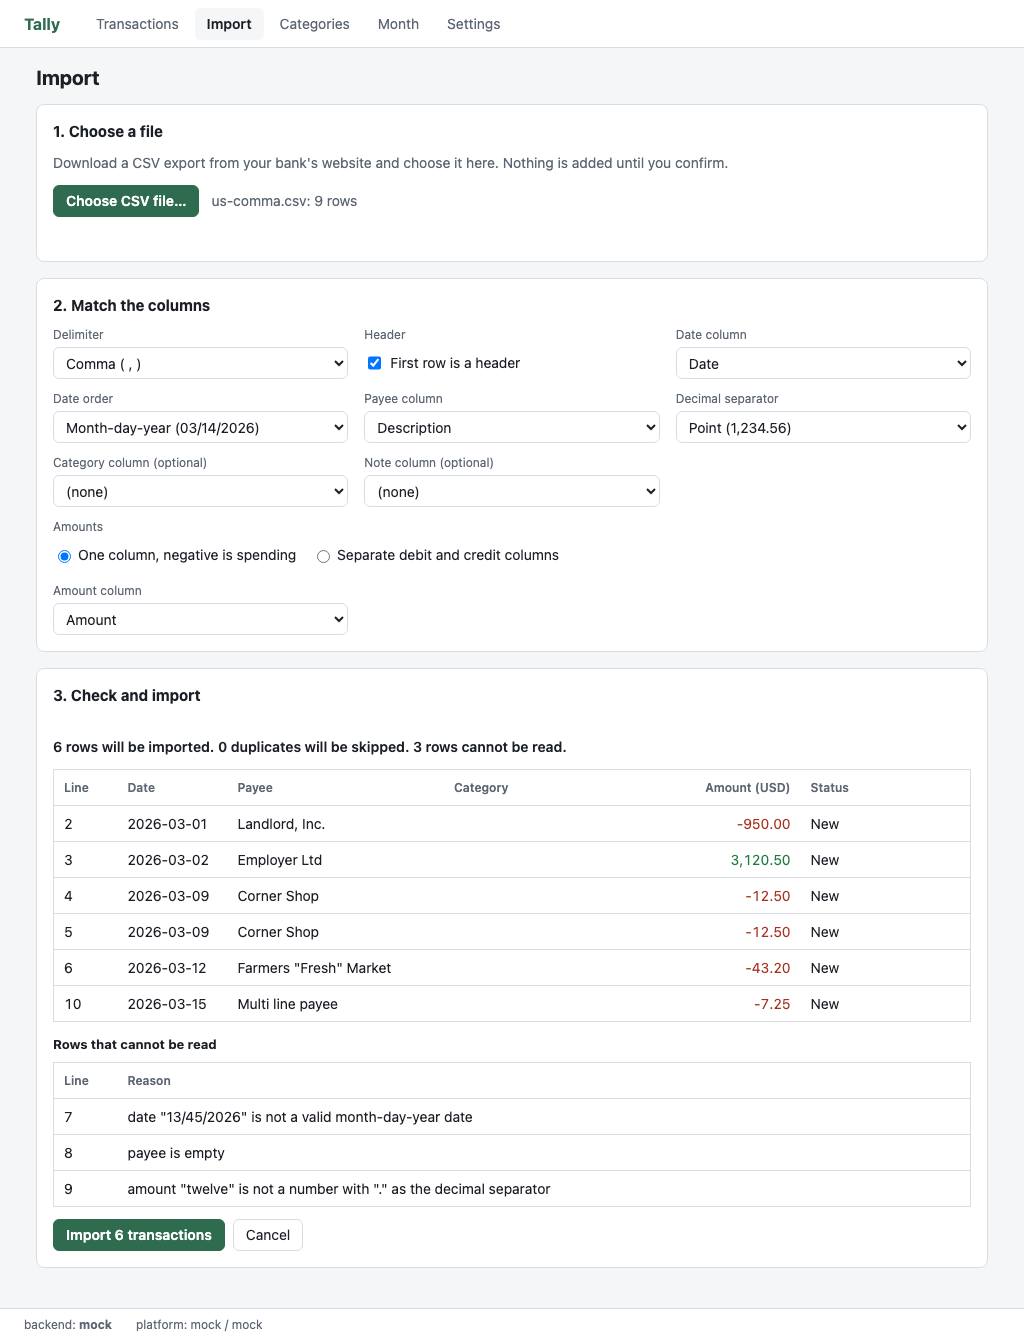 Tally Transactions Import Categories Month Settings
Import
1. Choose a file
Download a CSV export from your bank's website and choose it here. Nothing is added until you confirm.
Choose CSV file... us-comma.csv: 9 rows
2. Match the columns
Delimiter Header Date column
Comma ( , ) First row is a header Date
Date order Payee column Decimal separator
Month-day-year (03/14/2026) Description Point (1,234.56)
Category column (optional) Note column (optional)
(none) (none)
Amounts
One column, negative is spending Separate debit and credit columns
Amount column
Amount
3. Check and import
6 rows will be imported. 0 duplicates will be skipped. 3 rows cannot be read.
Line Date Payee Category Amount (USD) Status
2 2026-03-01 Landlord, Inc. -950.00 New
3 2026-03-02 Employer Ltd 3,120.50 New
4 2026-03-09 Corner Shop -12.50 New
5 2026-03-09 Corner Shop -12.50 New
6 2026-03-12 Farmers "Fresh" Market -43.20 New
10 2026-03-15 Multi line payee -7.25 New
Rows that cannot be read
Line Reason
7 date "13/45/2026" is not a valid month-day-year date
8 payee is empty
9 amount "twelve" is not a number with "." as the decimal separator
Import 6 transactions Cancel
backend: mock platform: mock / mock